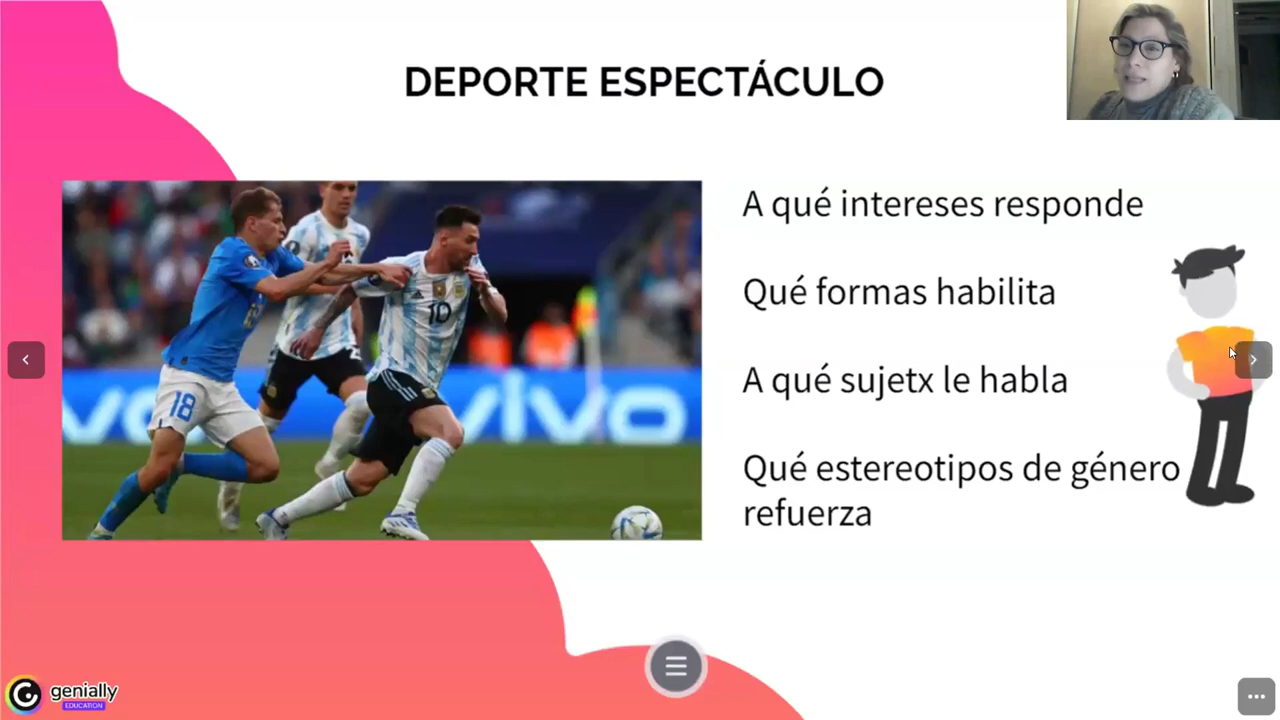 DEPORTE ESPECTÁCULO
A qué intereses responde
Qué formas habilita
A qué sujetx le habla
Qué estereotipos de género
refuerza
10
18
vivo
genially
EDUCATION